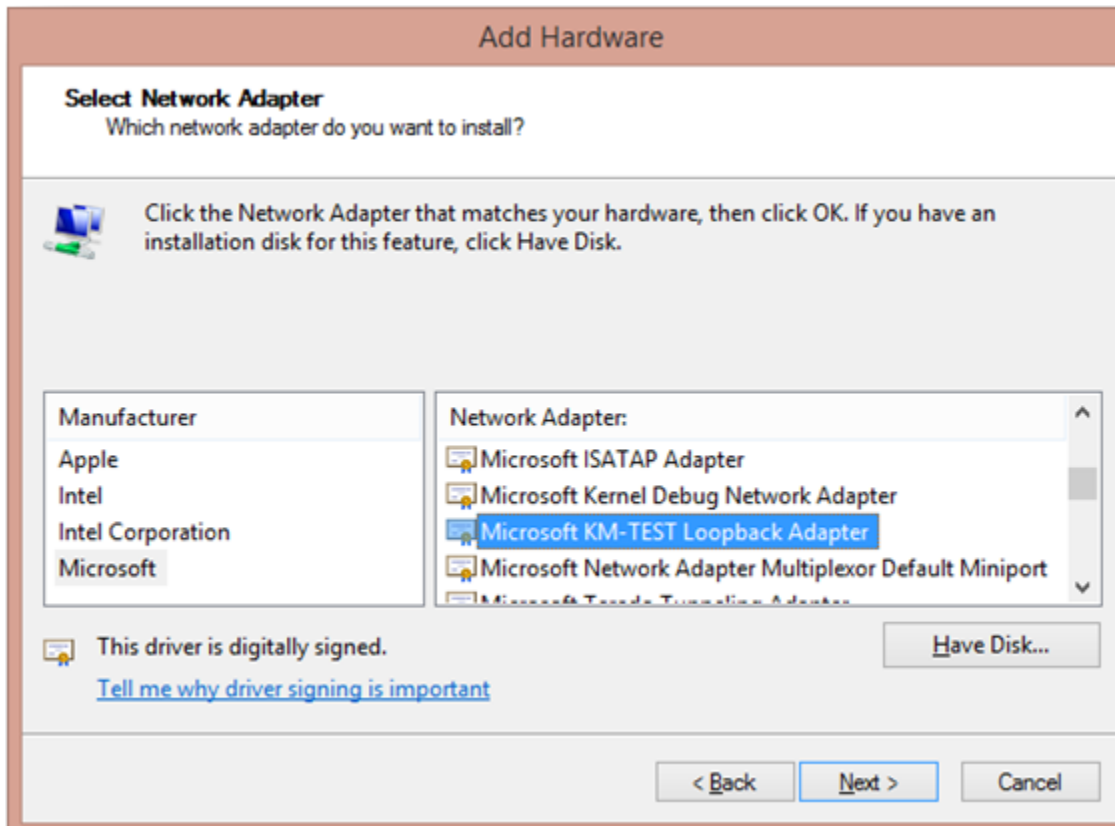 Add Hardware
Select Network Adapter
Which network adapter do you want to install?
Click the Network Adapter that matches your hardware, then click OK. If you have an
installation disk for this feature, click Have Disk.
Manufacturer
Apple
Intel
Intel Corporation
Microsoft
Network Adapter:
Microsoft ISATAP Adapter
Microsoft Kernel Debug Network Adapter
Microsoft KM-TEST Loopback Adapter
Microsoft Network Adapter Multiplexor Default Miniport
Microsoft Teredo Tunneling Adapter
This driver is digitally signed.
Have Disk...
Tell me why driver signing is important
< Back
Next >
Cancel